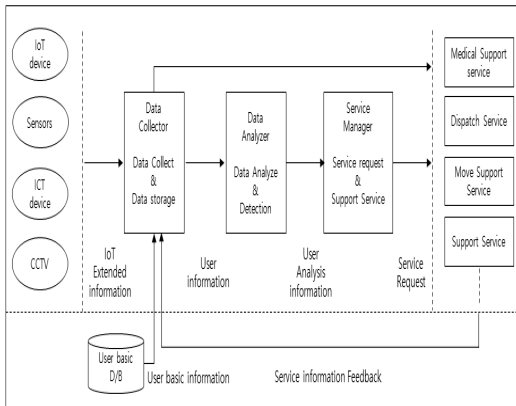 IoT
device
Sensors
ICT
device
CCTV
Data
Collector
Data Collect
&
Data storage
Data
Analyzer
Data Analyze
&
Detection
Service
Manager
Service request
&
Support Service
Medical Support
service
Dispatch Service
Move Support
Service
Support Service
IoT
Extended
information
User
information
User
Analysis
information
Service
Request
User basic
D/B
User basic information
Service information Feedback